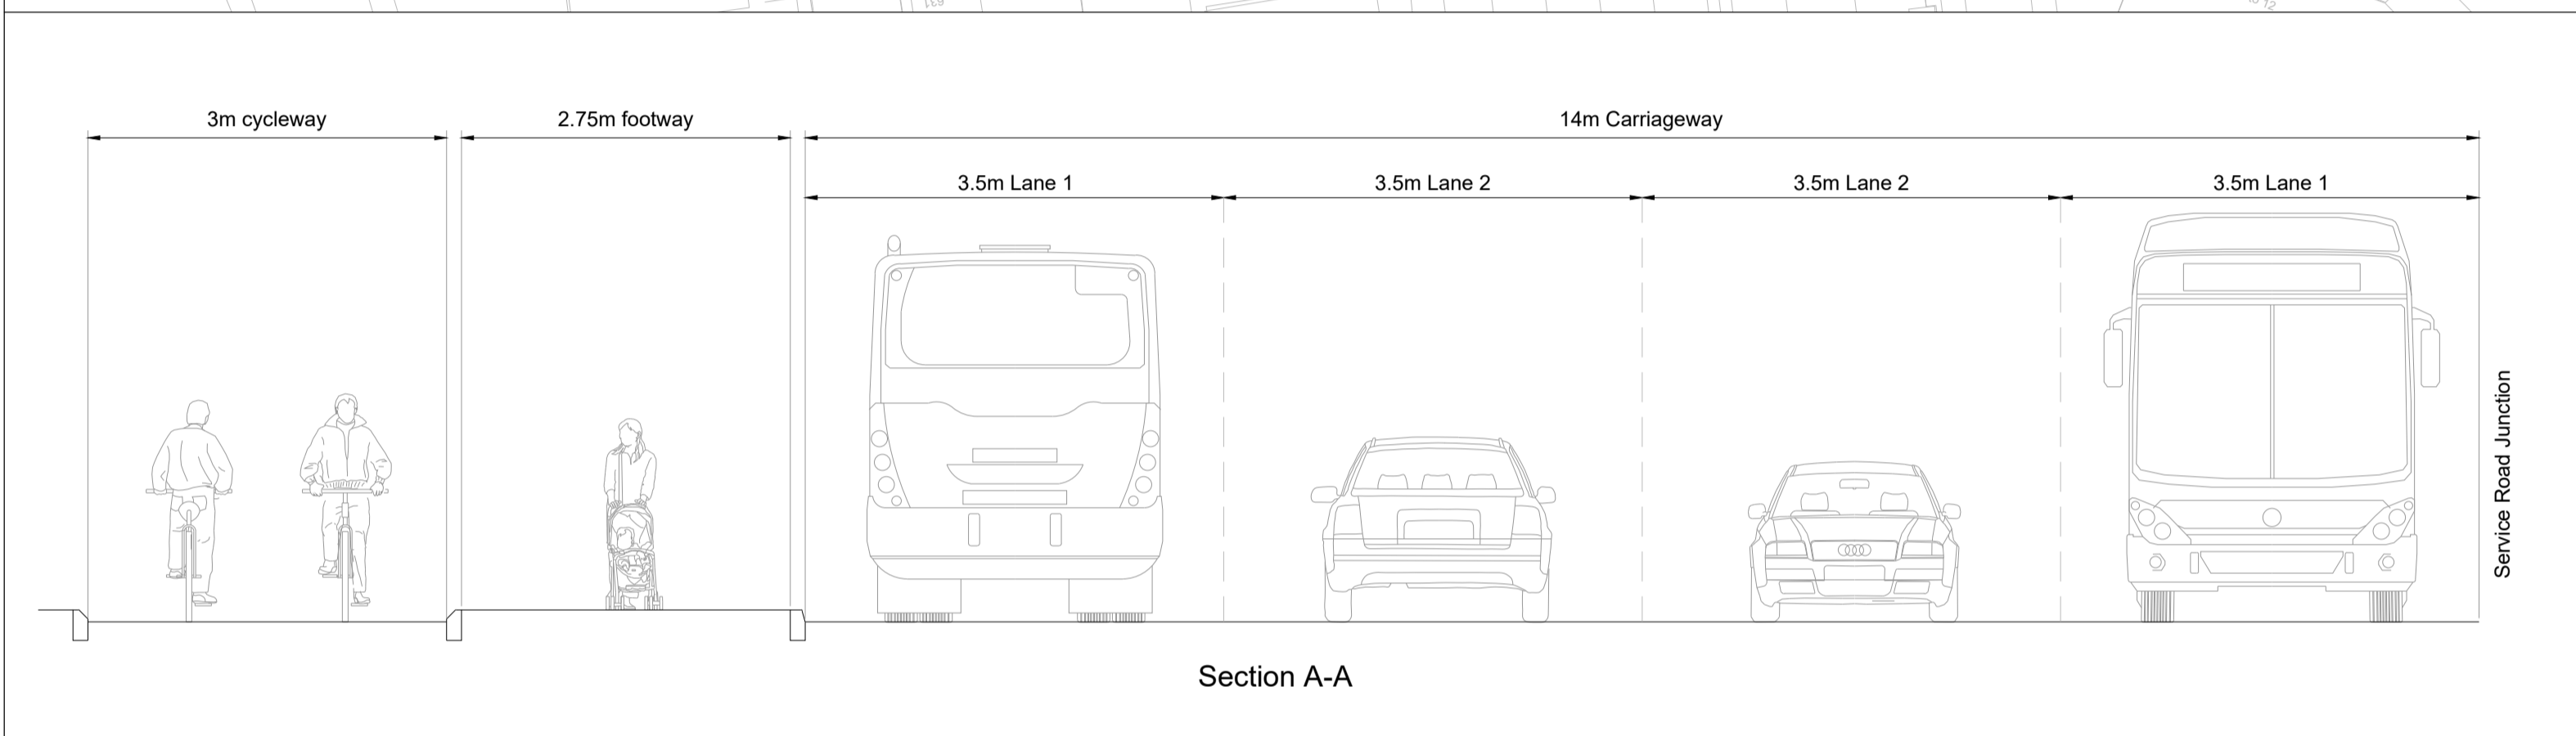 631
3m cycleway
2.75m footway
14m Carriageway
3.5m Lane 1
3.5m Lane 2
3.5m Lane 2
3.5m Lane 1
Service Road Junction
Section A-A